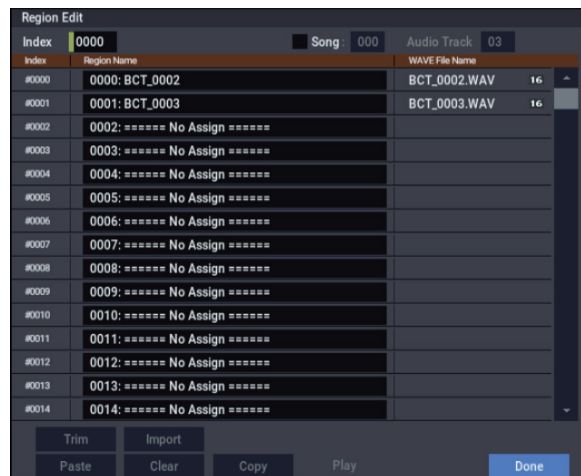 Region Edit
Index 0000 Song: 000 Audio Track 03
Index Region Name WAVE File Name
#0000 0000: BCT_0002 BCT_0002.WAV 16
#0001 0001: BCT_0003 BCT_0003.WAV 16
#0002 0002: ====== No Assign ======
#0003 0003: ====== No Assign ======
#0004 0004: ====== No Assign ======
#0005 0005: ====== No Assign ======
#0006 0006: ====== No Assign ======
#0007 0007: ====== No Assign ======
#0008 0008: ====== No Assign ======
#0009 0009: ====== No Assign ======
#0010 0010: ====== No Assign ======
#0011 0011: ====== No Assign ======
#0012 0012: ====== No Assign ======
#0013 0013: ====== No Assign ======
#0014 0014: ====== No Assign ======
Trim Import
Paste Clear Copy Play Done